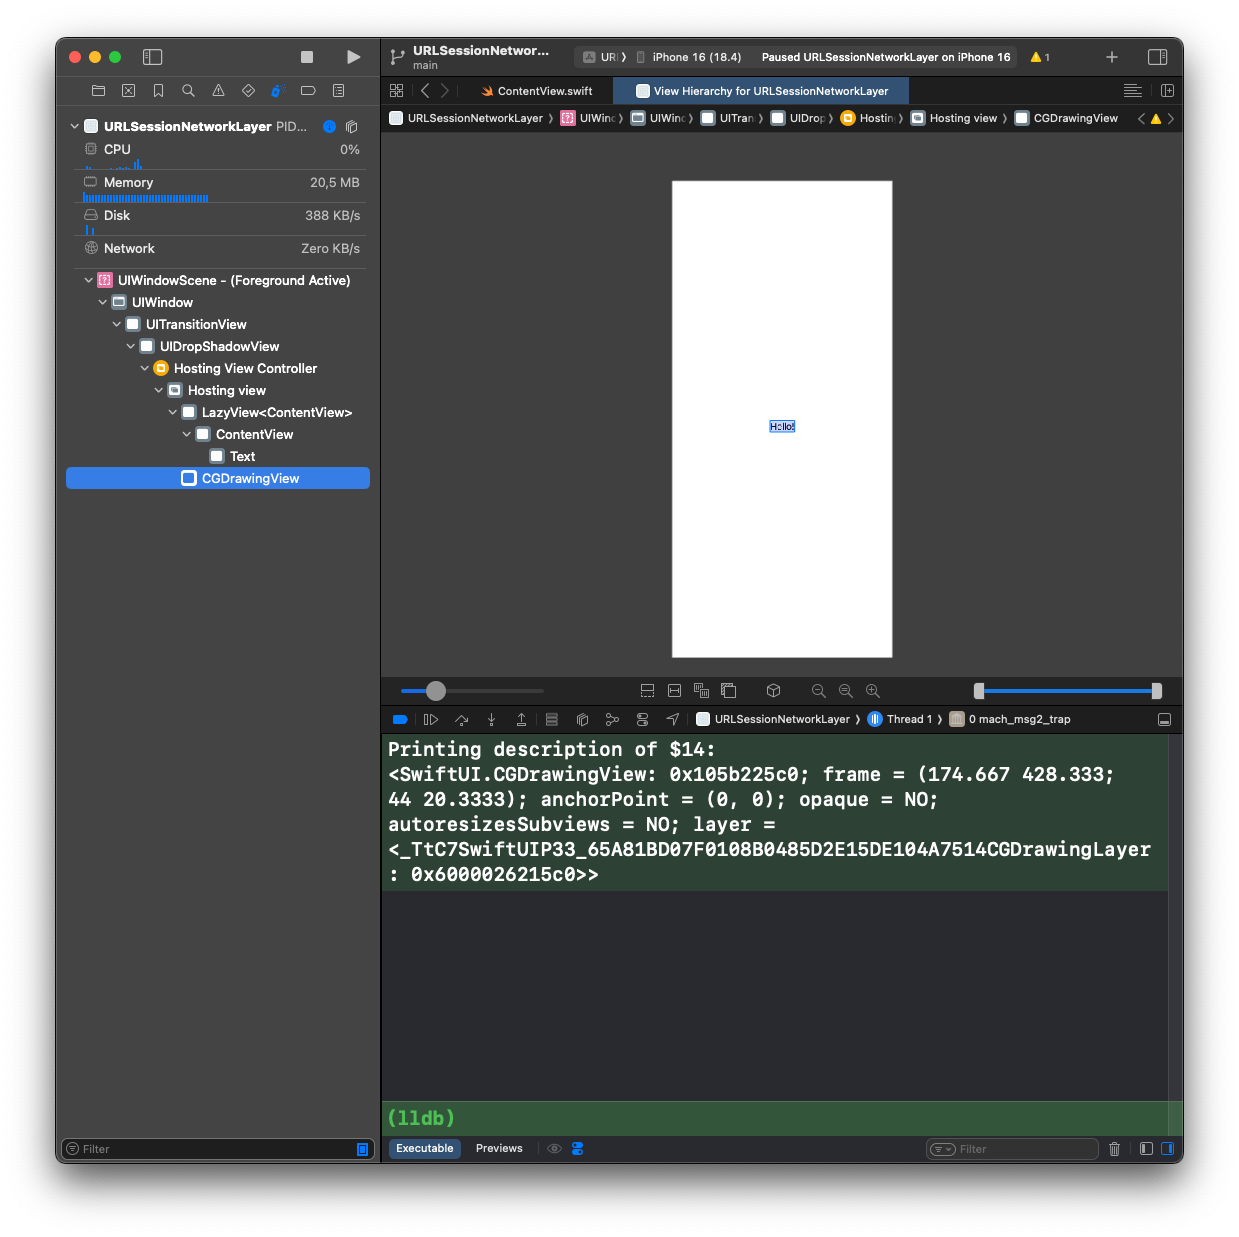 URLSessionNetwor...
main
URL
iPhone 16 (18.4)
Paused URLSessionNetworkLayer on iPhone 16
1
ContentView.swift
View Hierarchy for URLSessionNetworkLayer
URLSessionNetworkLayer
UIWinc
UIWinc
UITran
UIDrop
Hostin
Hosting view
CGDrawingView
URLSessionNetworkLayer PID...
CPU
0%
Memory
20,5 MB
Disk
388 KB/s
Network
Zero KB/s
UIWindowScene - (Foreground Active)
UIWindow
UITransitionView
UIDropShadowView
Hosting View Controller
Hosting view
LazyView<ContentView>
ContentView
Text
CGDrawingView
Hello!
URLSessionNetworkLayer
Thread 1
0 mach_msg2_trap
Printing description of $14:
<SwiftUI.CGDrawingView: 0x105b225c0; frame = (174.667 428.333;
44 20.3333); anchorPoint = (0, 0); opaque = NO;
autoresizesSubviews = NO; layer =
<_TtC7SwiftUIP33_65A81BD07F0108B0485D2E15DE104A7514CGDrawingLayer
: 0x6000026215c0>>
(lldb)
Filter
Executable
Previews
Filter